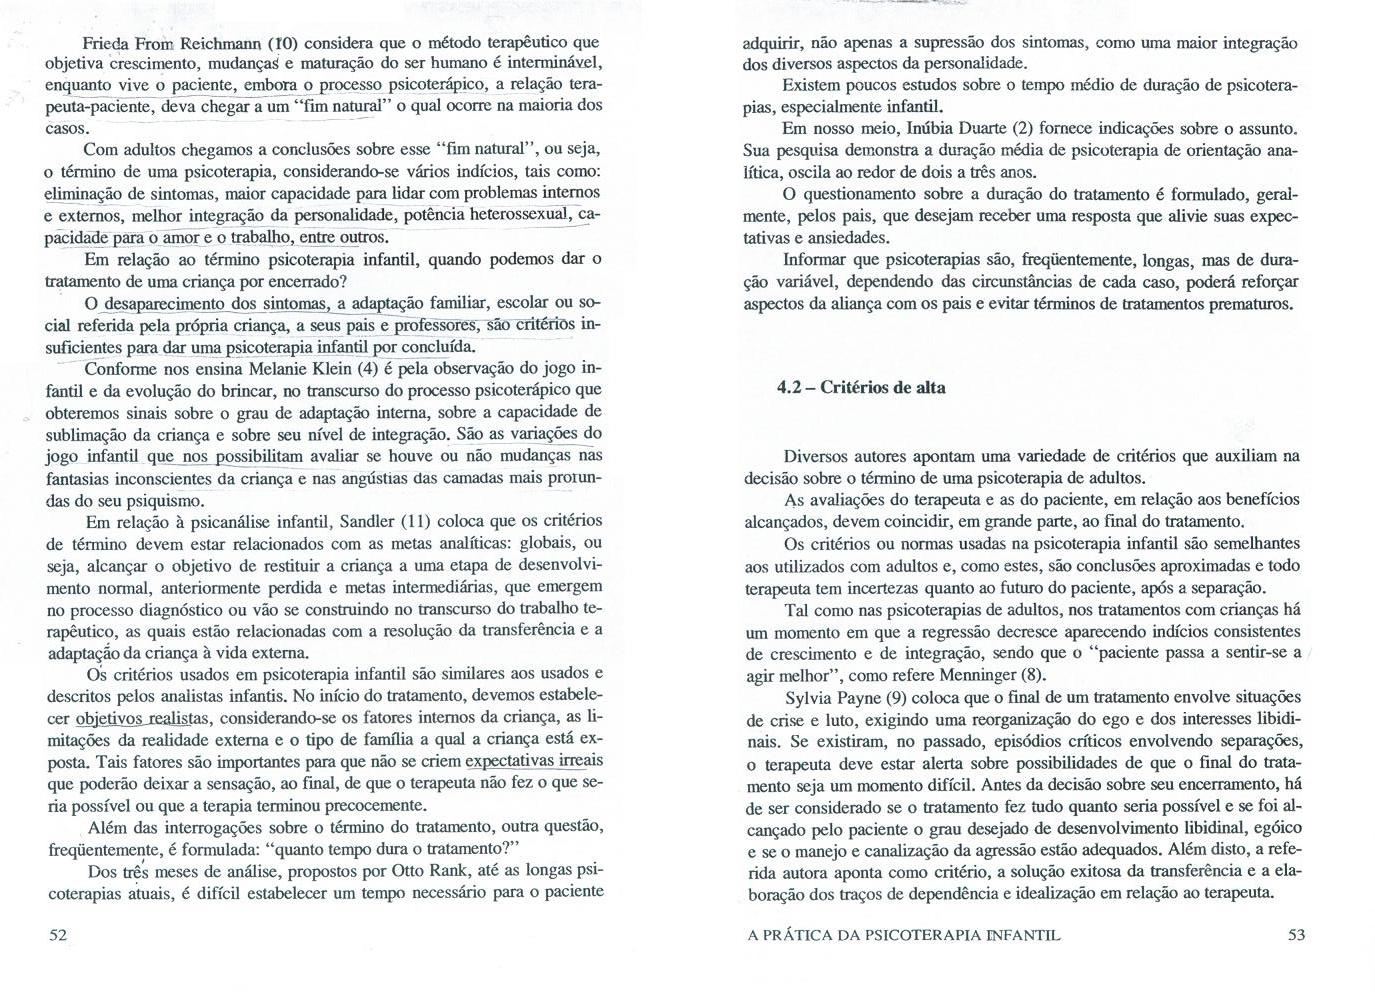 Frieda From Reichmann (10) considera que o método terapêutico que
objetiva crescimento, mudanças e maturação do ser humano é interminável,
enquanto vive o paciente, embora o processo psicoterápico, a relação tera-
peuta-paciente, deva chegar a um “fim natural” o qual ocorre na maioria dos
casos.
Com adultos chegamos a conclusões sobre esse “fim natural”, ou seja,
o término de uma psicoterapia, considerando-se vários indícios, tais como:
eliminação de sintomas, maior capacidade para lidar com problemas internos
e externos, melhor integração da personalidade, potência heterossexual, ca-
pacidade para o amor e o trabalho, entre outros.
Em relação ao término psicoterapia infantil, quando podemos dar o
tratamento de uma criança por encerrado?
O desaparecimento dos sintomas, a adaptação familiar, escolar ou so-
cial referida pela própria criança, a seus pais e professores, são critérios in-
suficientes para dar uma psicoterapia infantil por concluída.
Conforme nos ensina Melanie Klein (4) é pela observação do jogo in-
fantil e da evolução do brincar, no transcurso do processo psicoterápico que
obteremos sinais sobre o grau de adaptação interna, sobre a capacidade de
sublimação da criança e sobre seu nível de integração. São as variações do
jogo infantil que nos possibilitam avaliar se houve ou não mudanças nas
fantasias inconscientes da criança e nas angústias das camadas mais profun-
das do seu psiquismo.
Em relação à psicanálise infantil, Sandler (11) coloca que os critérios
de término devem estar relacionados com as metas analíticas: globais, ou
seja, alcançar o objetivo de restituir a criança a uma etapa de desenvolvi-
mento normal, anteriormente perdida e metas intermediárias, que emergem
no processo diagnóstico ou vão se construindo no transcurso do trabalho te-
rapêutico, as quais estão relacionadas com a resolução da transferência e a
adaptação da criança à vida externa.
Os critérios usados em psicoterapia infantil são similares aos usados e
descritos pelos analistas infantis. No início do tratamento, devemos estabele-
cer objetivos realistas, considerando-se os fatores internos da criança, as li-
mitações da realidade externa e o tipo de família a qual a criança está ex-
posta. Tais fatores são importantes para que não se criem expectativas irreais
que poderão deixar a sensação, ao final, de que o terapeuta não fez o que se-
ria possível ou que a terapia terminou precocemente.
Além das interrogações sobre o término do tratamento, outra questão,
freqüentemente, é formulada: “quanto tempo dura o tratamento?”
Dos três meses de análise, propostos por Otto Rank, até as longas psi-
coterapias atuais, é difícil estabelecer um tempo necessário para o paciente
52
adquirir, não apenas a supressão dos sintomas, como uma maior integração
dos diversos aspectos da personalidade.
Existem poucos estudos sobre o tempo médio de duração de psicotera-
pias, especialmente infantil.
Em nosso meio, Inúbia Duarte (2) fornece indicações sobre o assunto.
Sua pesquisa demonstra a duração média de psicoterapia de orientação ana-
lítica, oscila ao redor de dois a três anos.
O questionamento sobre a duração do tratamento é formulado, geral-
mente, pelos pais, que desejam receber uma resposta que alivie suas expec-
tativas e ansiedades.
Informar que psicoterapias são, freqüentemente, longas, mas de dura-
ção variável, dependendo das circunstâncias de cada caso, poderá reforçar
aspectos da aliança com os pais e evitar términos de tratamentos prematuros.
4.2 – Critérios de alta
Diversos autores apontam uma variedade de critérios que auxiliam na
decisão sobre o término de uma psicoterapia de adultos.
As avaliações do terapeuta e as do paciente, em relação aos benefícios
alcançados, devem coincidir, em grande parte, ao final do tratamento.
Os critérios ou normas usadas na psicoterapia infantil são semelhantes
aos utilizados com adultos e, como estes, são conclusões aproximadas e todo
terapeuta tem incertezas quanto ao futuro do paciente, após a separação.
Tal como nas psicoterapias de adultos, nos tratamentos com crianças há
um momento em que a regressão decresce aparecendo indícios consistentes
de crescimento e de integração, sendo que o “paciente passa a sentir-se a
agir melhor”, como refere Menninger (8).
Sylvia Payne (9) coloca que o final de um tratamento envolve situações
de crise e luto, exigindo uma reorganização do ego e dos interesses libidi-
nais. Se existiram, no passado, episódios críticos envolvendo separações,
o terapeuta deve estar alerta sobre possibilidades de que o final do trata-
mento seja um momento difícil. Antes da decisão sobre seu encerramento, há
de ser considerado se o tratamento fez tudo quanto seria possível e se foi al-
cançado pelo paciente o grau desejado de desenvolvimento libidinal, egóico
e se o manejo e canalização da agressão estão adequados. Além disto, a refe-
rida autora aponta como critério, a solução exitosa da transferência e a ela-
boração dos traços de dependência e idealização em relação ao terapeuta.
A PRÁTICA DA PSICOTERAPIA INFANTIL
53